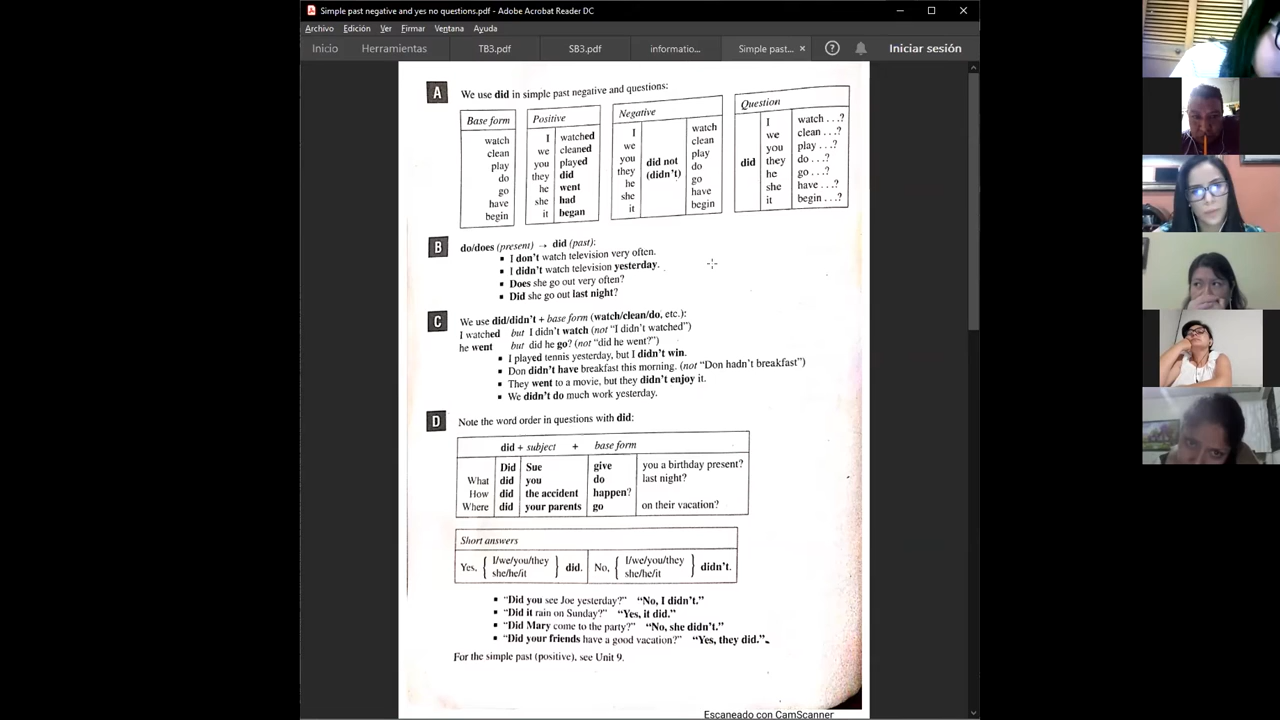 Simple past negative and yes no questions.pdf - Adobe Acrobat Reader DC
Archivo Edición Ver Firmar Ventana Ayuda
Inicio Herramientas TB3.pdf SB3.pdf informatio... Simple past... × ? Iniciar sesión
A We use did in simple past negative and questions:
Base form
watch
clean
play
do
go
have
begin
Positive
I watched
we cleaned
you played
they did
he went
she had
it began
Negative
I watch
we clean
you did not play
they (didn't) do
he go
she have
it begin
Question
I watch . . .?
we clean . . .?
you play . . .?
did they do . . .?
he go . . .?
she have . . .?
it begin . . .?
B do/does (present) → did (past):
▪ I don't watch television very often.
▪ I didn't watch television yesterday.
▪ Does she go out very often?
▪ Did she go out last night?
C We use did/didn't + base form (watch/clean/do, etc.):
I watched but I didn't watch (not "I didn't watched")
he went but did he go? (not "did he went?")
▪ I played tennis yesterday, but I didn't win.
▪ Don didn't have breakfast this morning. (not "Don hadn't breakfast")
▪ They went to a movie, but they didn't enjoy it.
▪ We didn't do much work yesterday.
D Note the word order in questions with did:
did + subject + base form
Did Sue give you a birthday present?
What did you do last night?
How did the accident happen?
Where did your parents go on their vacation?
Short answers
Yes, { I/we/you/they she/he/it } did. No, { I/we/you/they she/he/it } didn't.
▪ "Did you see Joe yesterday?" "No, I didn't."
▪ "Did it rain on Sunday?" "Yes, it did."
▪ "Did Mary come to the party?" "No, she didn't."
▪ "Did your friends have a good vacation?" "Yes, they did."
For the simple past (positive), see Unit 9.
Escaneado con CamScanner